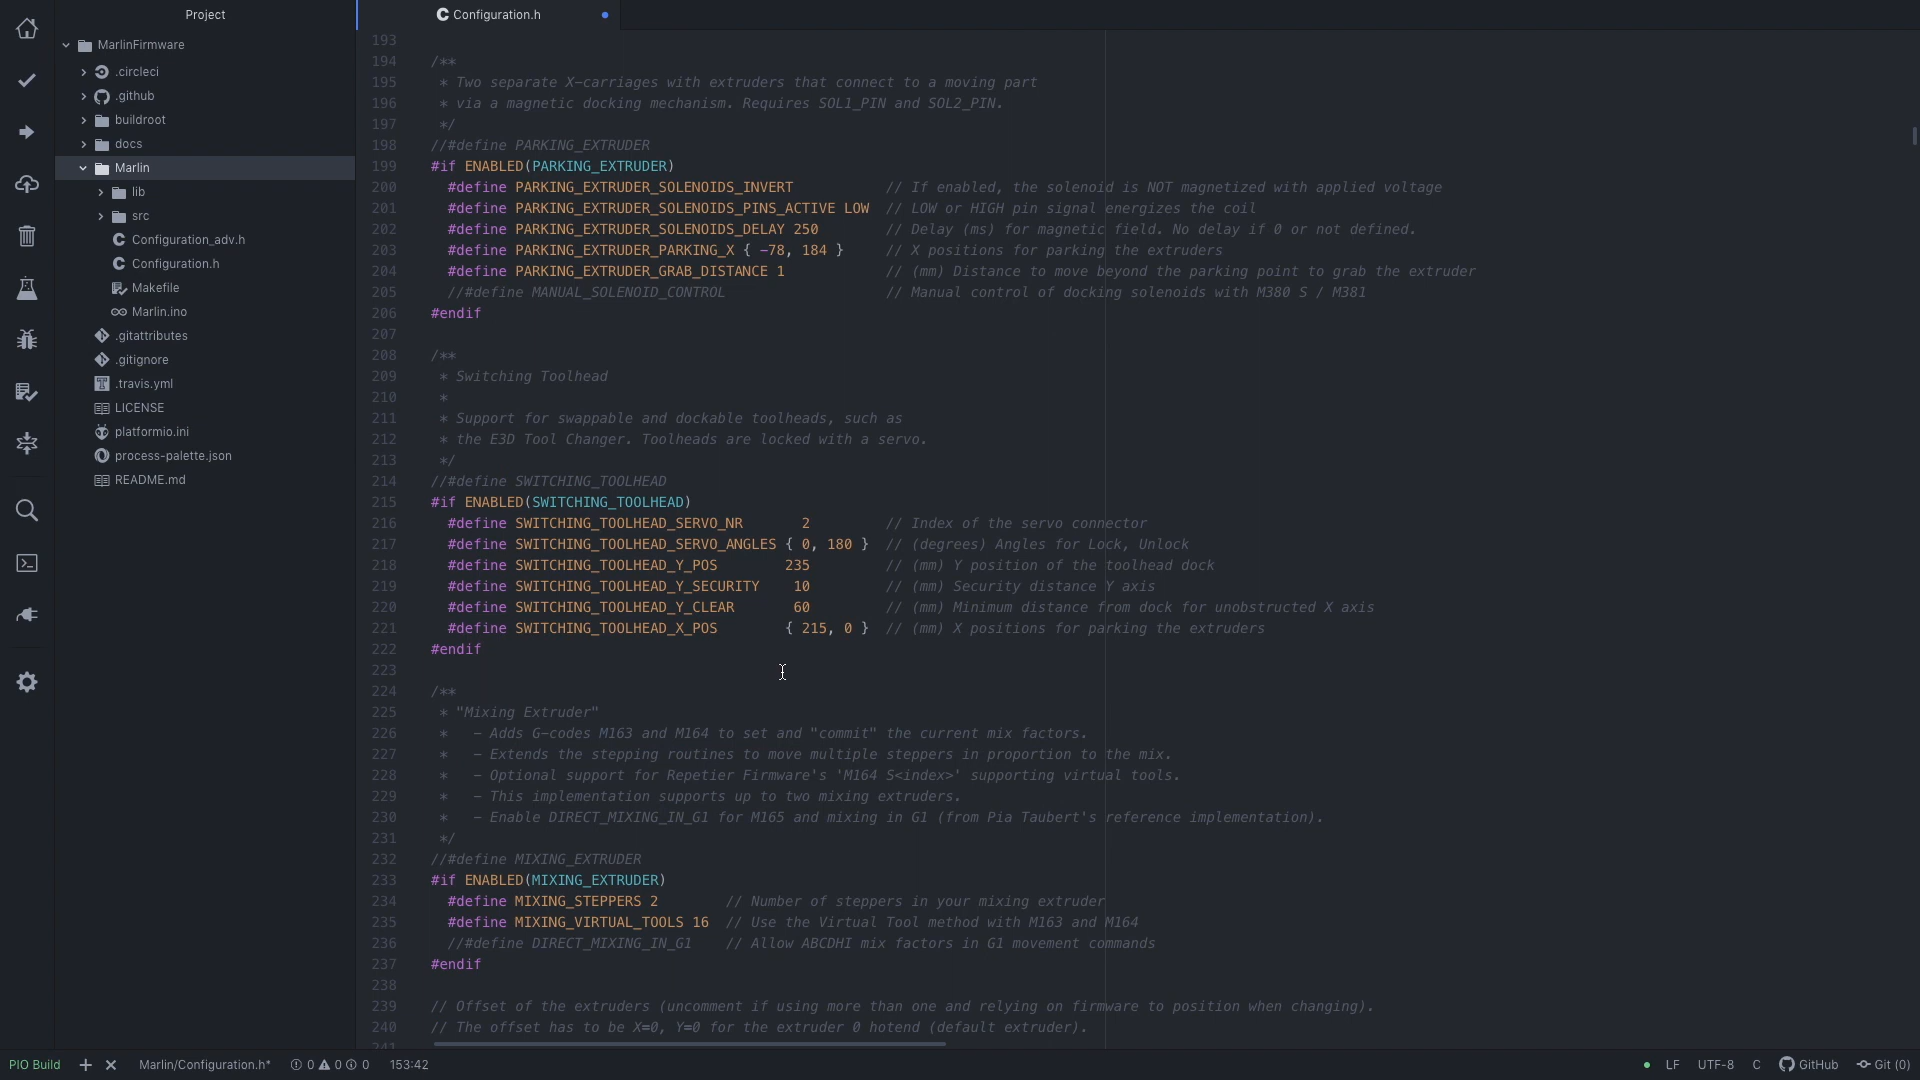 Project
Configuration.h
MarlinFirmware
.circleci
.github
buildroot
docs
Marlin
lib
src
Configuration_adv.h
Configuration.h
Makefile
Marlin.ino
.gitattributes
.gitignore
.travis.yml
LICENSE
platformio.ini
process-palette.json
README.md
193
194 /**
195  * Two separate X-carriages with extruders that connect to a moving part
196  * via a magnetic docking mechanism. Requires SOL1_PIN and SOL2_PIN.
197  */
198 //#define PARKING_EXTRUDER
199 #if ENABLED(PARKING_EXTRUDER)
200   #define PARKING_EXTRUDER_SOLENOIDS_INVERT           // If enabled, the solenoid is NOT magnetized with applied voltage
201   #define PARKING_EXTRUDER_SOLENOIDS_PINS_ACTIVE LOW  // LOW or HIGH pin signal energizes the coil
202   #define PARKING_EXTRUDER_SOLENOIDS_DELAY 250        // Delay (ms) for magnetic field. No delay if 0 or not defined.
203   #define PARKING_EXTRUDER_PARKING_X { -78, 184 }     // X positions for parking the extruders
204   #define PARKING_EXTRUDER_GRAB_DISTANCE 1            // (mm) Distance to move beyond the parking point to grab the extruder
205   //#define MANUAL_SOLENOID_CONTROL                   // Manual control of docking solenoids with M380 S / M381
206 #endif
207
208 /**
209  * Switching Toolhead
210  *
211  * Support for swappable and dockable toolheads, such as
212  * the E3D Tool Changer. Toolheads are locked with a servo.
213  */
214 //#define SWITCHING_TOOLHEAD
215 #if ENABLED(SWITCHING_TOOLHEAD)
216   #define SWITCHING_TOOLHEAD_SERVO_NR       2         // Index of the servo connector
217   #define SWITCHING_TOOLHEAD_SERVO_ANGLES { 0, 180 }  // (degrees) Angles for Lock, Unlock
218   #define SWITCHING_TOOLHEAD_Y_POS        235         // (mm) Y position of the toolhead dock
219   #define SWITCHING_TOOLHEAD_Y_SECURITY    10         // (mm) Security distance Y axis
220   #define SWITCHING_TOOLHEAD_Y_CLEAR       60         // (mm) Minimum distance from dock for unobstructed X axis
221   #define SWITCHING_TOOLHEAD_X_POS        { 215, 0 }  // (mm) X positions for parking the extruders
222 #endif
223
224 /**
225  * "Mixing Extruder"
226  *   - Adds G-codes M163 and M164 to set and "commit" the current mix factors.
227  *   - Extends the stepping routines to move multiple steppers in proportion to the mix.
228  *   - Optional support for Repetier Firmware's 'M164 S<index>' supporting virtual tools.
229  *   - This implementation supports up to two mixing extruders.
230  *   - Enable DIRECT_MIXING_IN_G1 for M165 and mixing in G1 (from Pia Taubert's reference implementation).
231  */
232 //#define MIXING_EXTRUDER
233 #if ENABLED(MIXING_EXTRUDER)
234   #define MIXING_STEPPERS 2        // Number of steppers in your mixing extruder
235   #define MIXING_VIRTUAL_TOOLS 16  // Use the Virtual Tool method with M163 and M164
236   //#define DIRECT_MIXING_IN_G1    // Allow ABCDHI mix factors in G1 movement commands
237 #endif
238
239 // Offset of the extruders (uncomment if using more than one and relying on firmware to position when changing).
240 // The offset has to be X=0, Y=0 for the extruder 0 hotend (default extruder).
241
PIO Build + × Marlin/Configuration.h* 0 0 0 153:42 LF UTF-8 C GitHub Git (0)